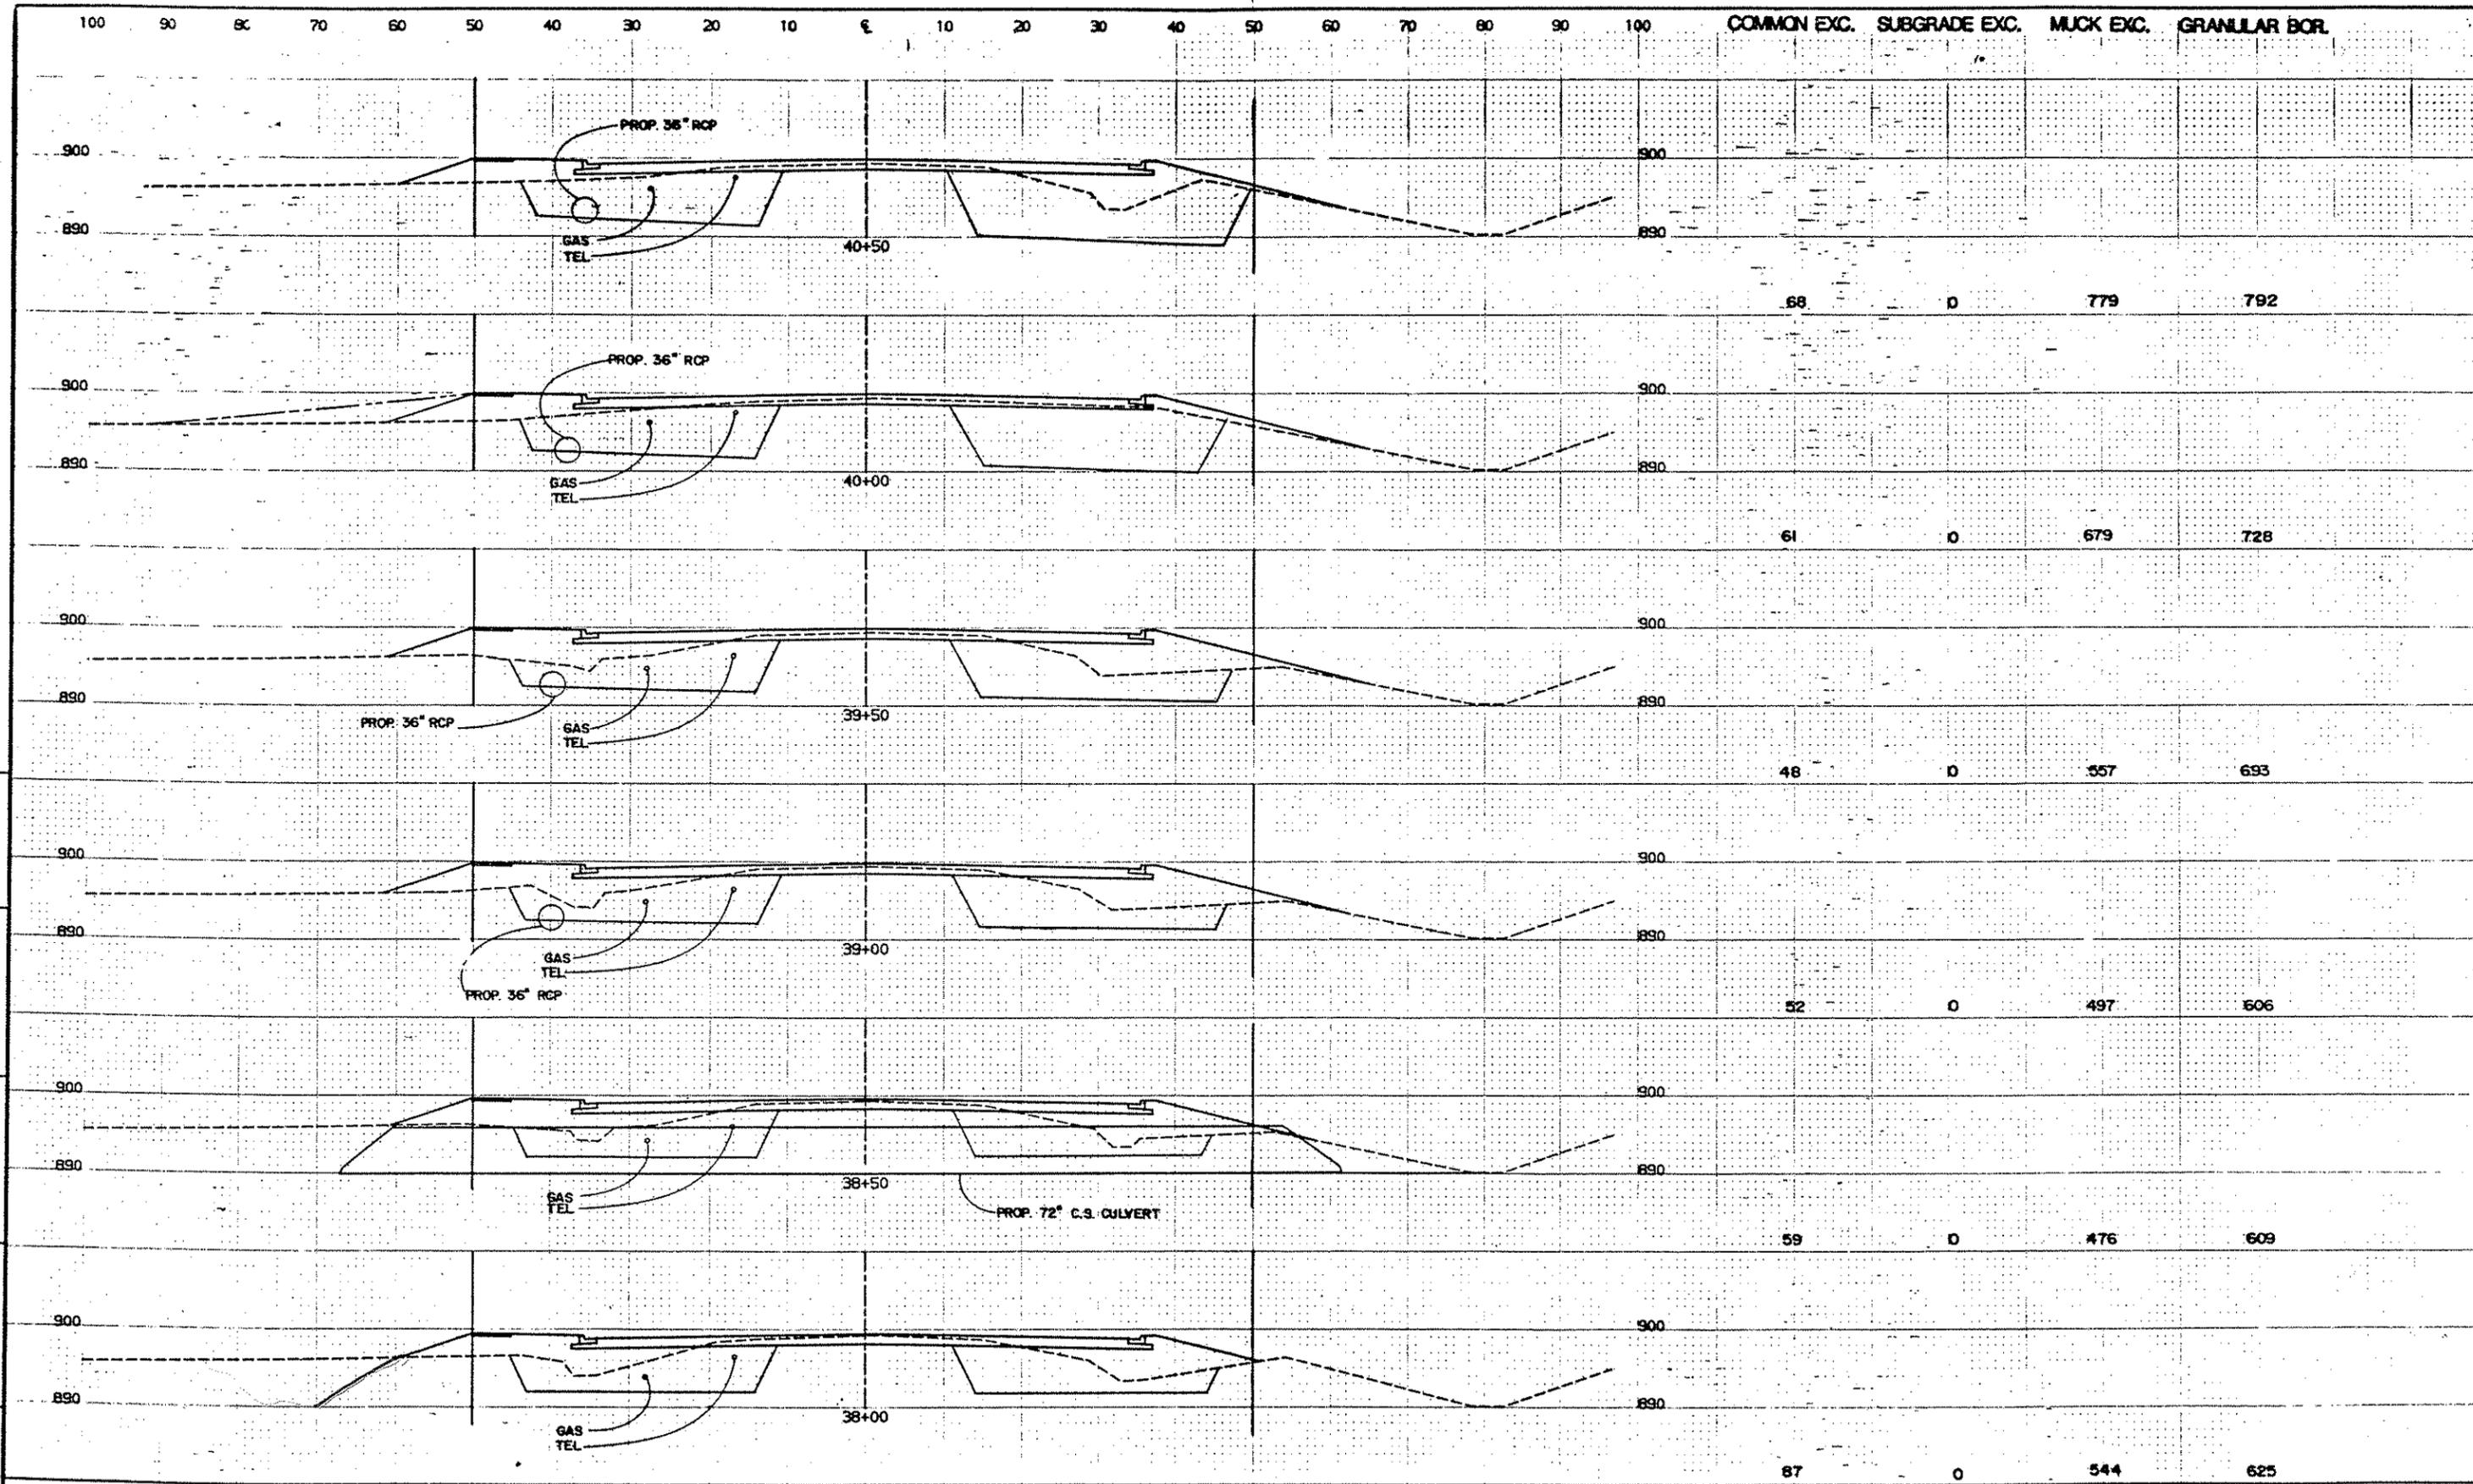 100 90 80 70 60 50 40 30 20 10 ℄ 10 20 30 40 50 60 70 80 90 100 COMMON EXC. SUBGRADE EXC. MUCK EXC. GRANULAR BOR.
PROP. 36" RCP
900 900
890 890
GAS
TEL
40+50
68 0 779 792
PROP. 36" RCP
900 900
890 890
GAS
TEL
40+00
61 0 679 728
900 900
890 890
PROP. 36" RCP
GAS
TEL
39+50
48 0 557 693
900 900
890 890
GAS
TEL
39+00
PROP. 36" RCP
52 0 497 606
900 900
890 890
GAS
TEL
38+50
PROP. 72" C.S. CULVERT
59 0 476 609
900 900
890 890
GAS
TEL
38+00
87 0 544 625